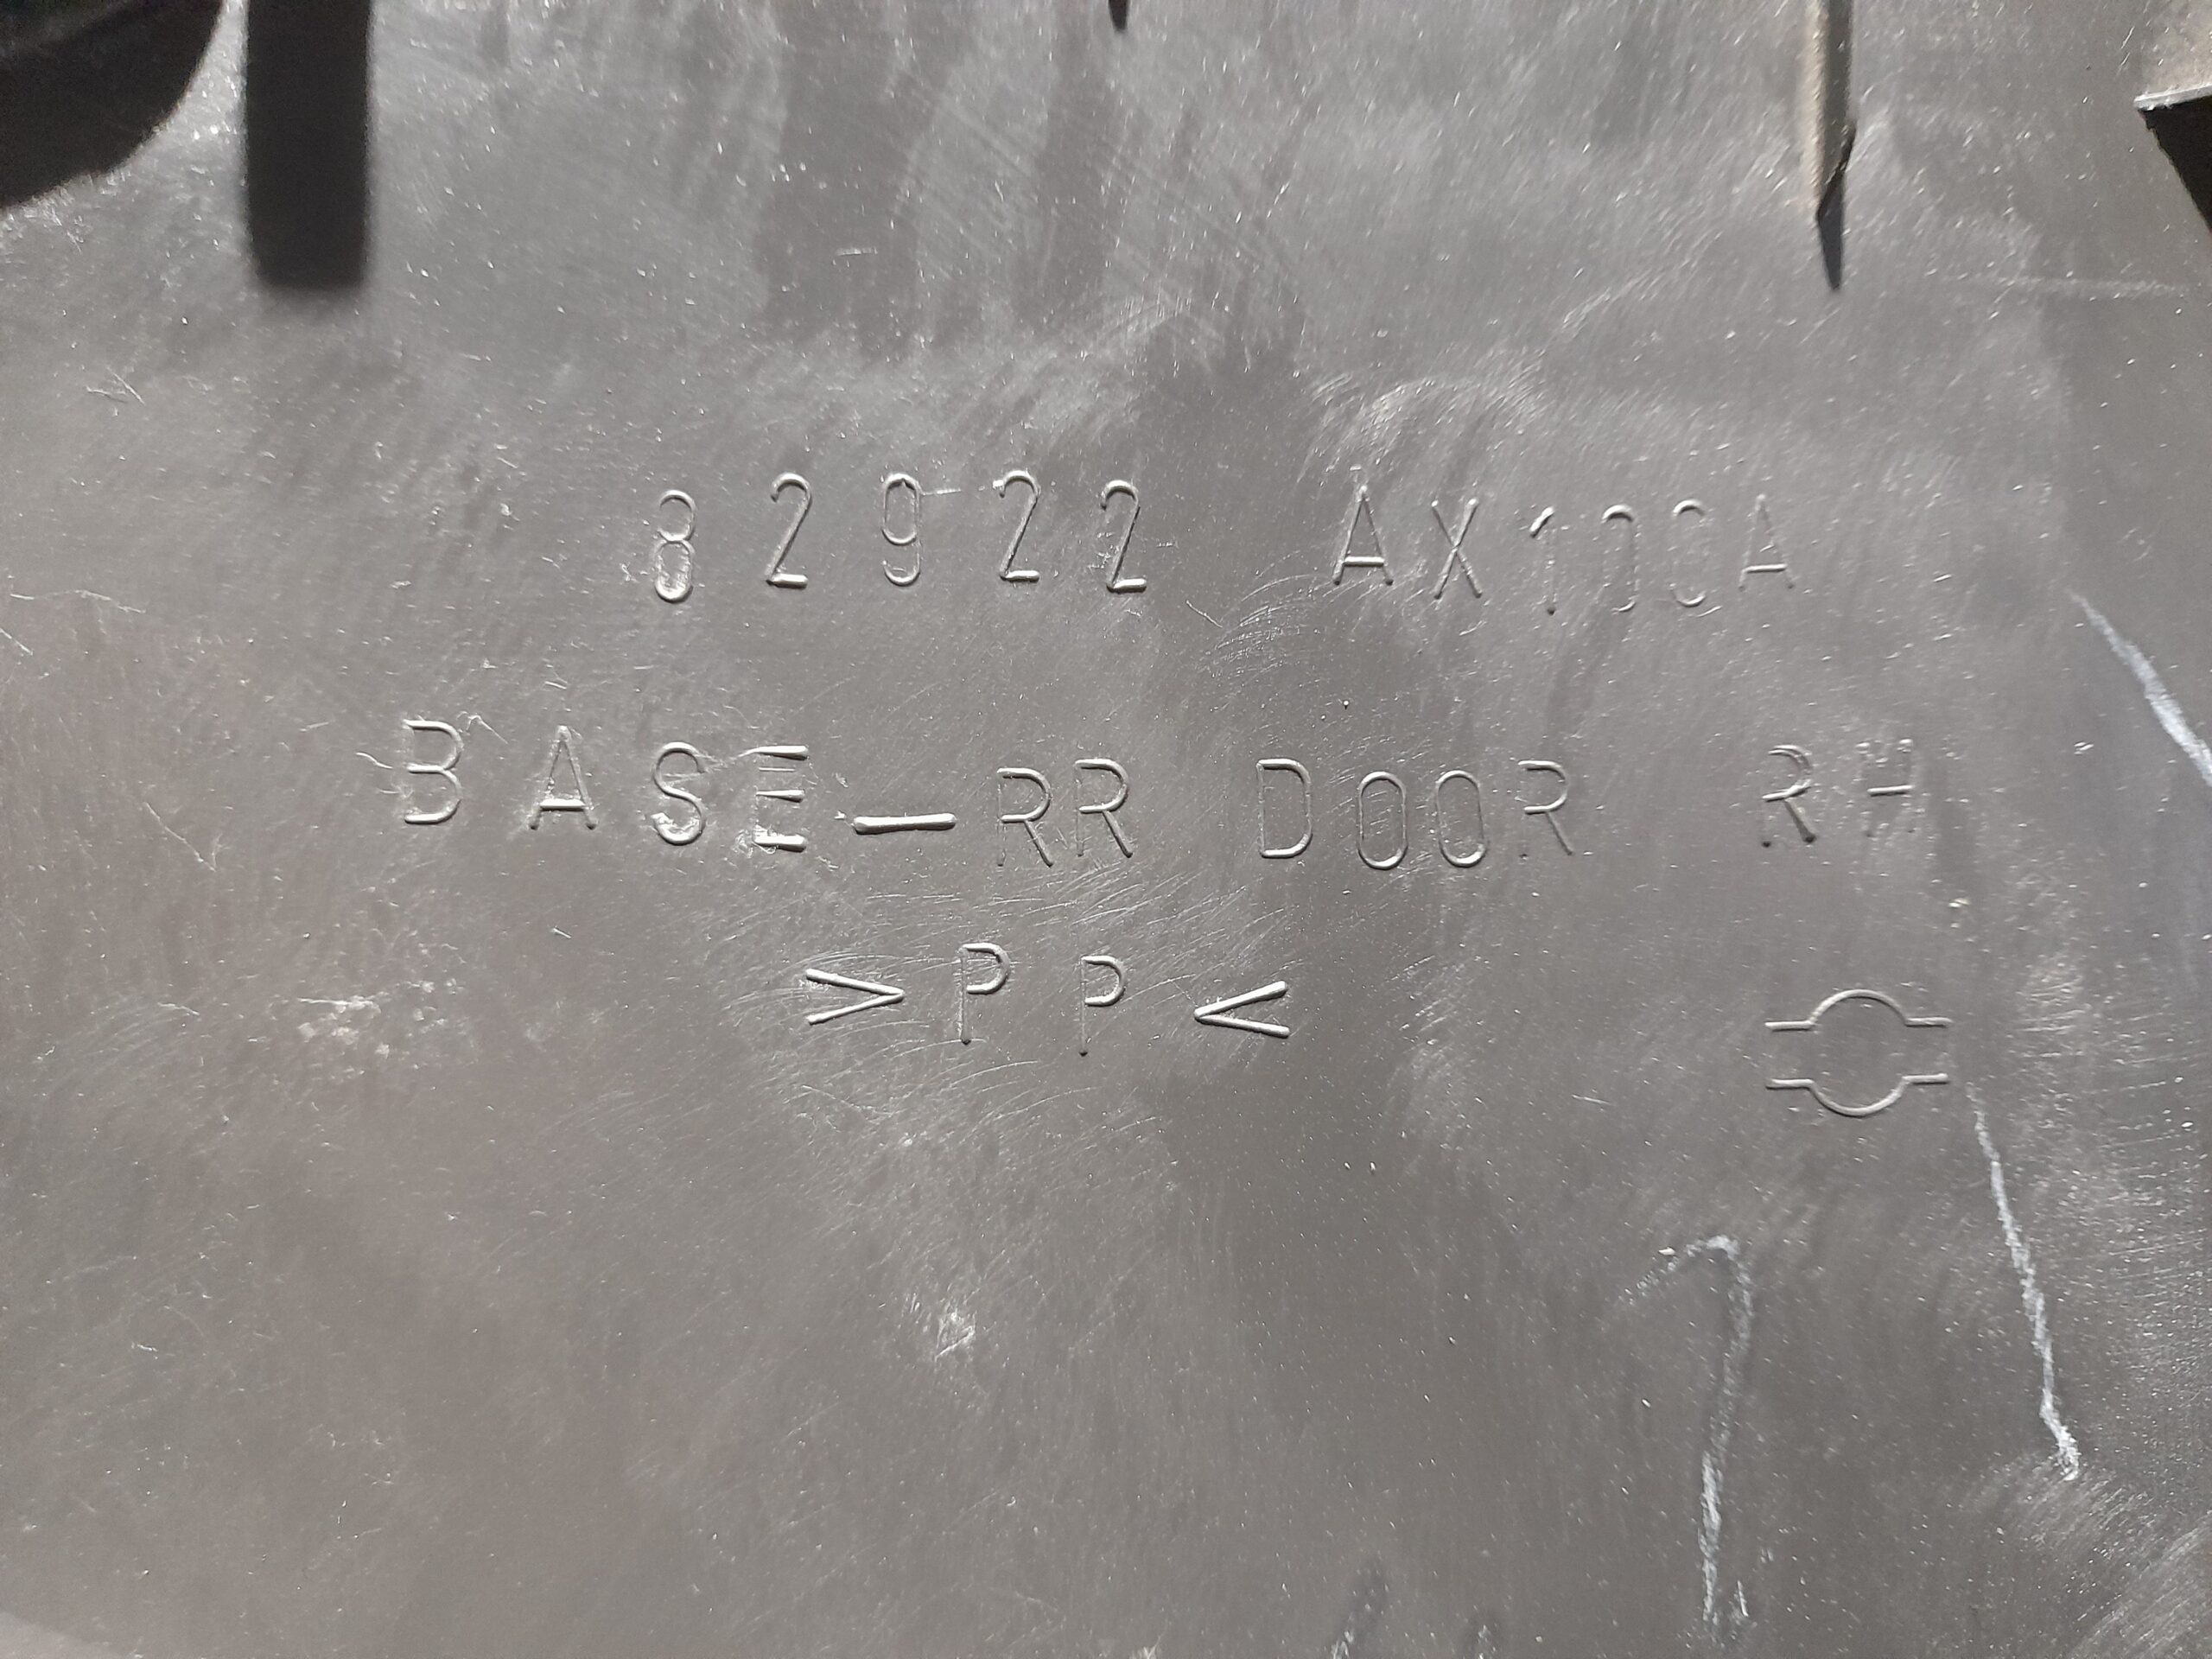 82922 AX100A
BASE—RR DOOR RH
>PP<